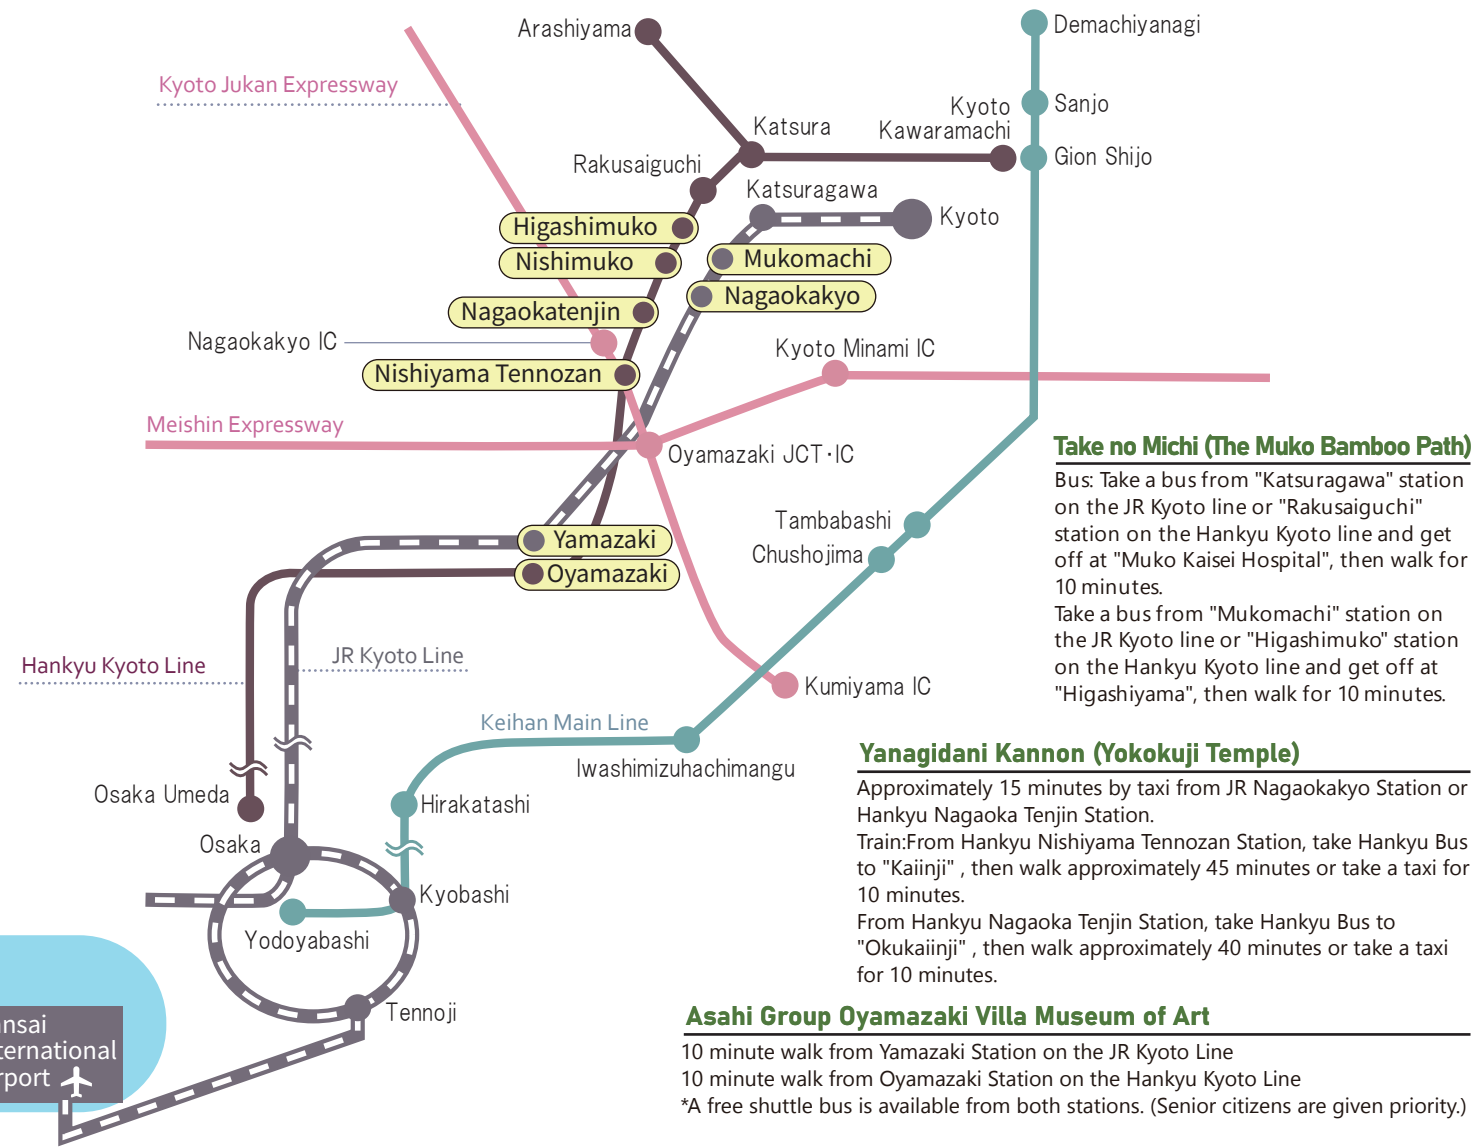 Arashiyama
Demachiyanagi
Kyoto Jukan Expressway
Sanjo
Kyoto
Kawaramachi
Katsura
Gion Shijo
Rakusaiguchi
Katsuragawa
Kyoto
Higashimuko
Nishimuko
Mukomachi
Nagaokakyo
Nagaokatenjin
Nagaokakyo IC
Kyoto Minami IC
Nishiyama Tennozan
Meishin Expressway
Oyamazaki JCT･IC
Tambabashi
Chushojima
Yamazaki
Oyamazaki
Hankyu Kyoto Line
JR Kyoto Line
Kumiyama IC
Keihan Main Line
Iwashimizuhachimangu
Osaka Umeda
Hirakatashi
Osaka
Kyobashi
Yodoyabashi
Tennoji
Take no Michi (The Muko Bamboo Path)
Bus: Take a bus from "Katsuragawa" station
on the JR Kyoto line or "Rakusaiguchi"
station on the Hankyu Kyoto line and get
off at "Muko Kaisei Hospital", then walk for
10 minutes.
Take a bus from "Mukomachi" station on
the JR Kyoto line or "Higashimuko" station
on the Hankyu Kyoto line and get off at
"Higashiyama", then walk for 10 minutes.
Yanagidani Kannon (Yokokuji Temple)
Approximately 15 minutes by taxi from JR Nagaokakyo Station or
Hankyu Nagaoka Tenjin Station.
Train:From Hankyu Nishiyama Tennozan Station, take Hankyu Bus
to "Kaiinji" , then walk approximately 45 minutes or take a taxi for
10 minutes.
From Hankyu Nagaoka Tenjin Station, take Hankyu Bus to
"Okukaiinji" , then walk approximately 40 minutes or take a taxi
for 10 minutes.
Asahi Group Oyamazaki Villa Museum of Art
10 minute walk from Yamazaki Station on the JR Kyoto Line
10 minute walk from Oyamazaki Station on the Hankyu Kyoto Line
*A free shuttle bus is available from both stations. (Senior citizens are given priority.)